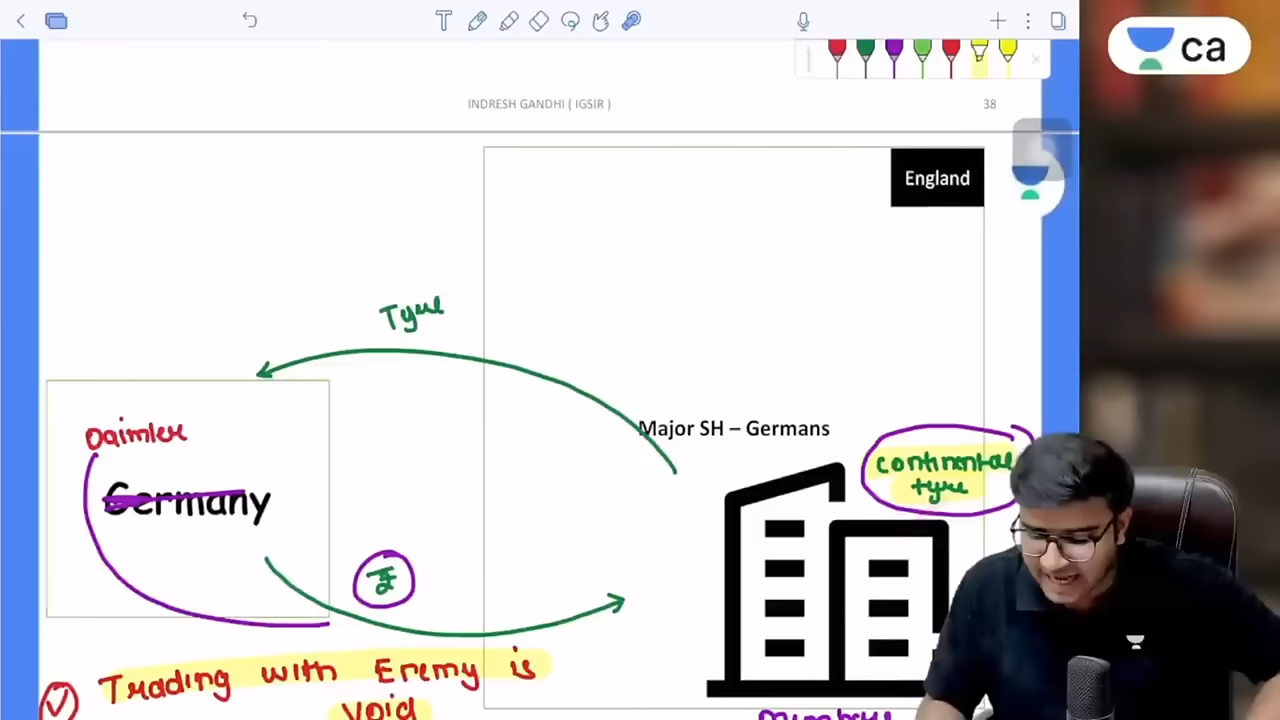 ca
INDRESH GANDHI ( IGSIR )
38
England
Tyre
Daimler
Major SH – Germans
continental
tyre
Germany
₹
Trading with Enemy is
void